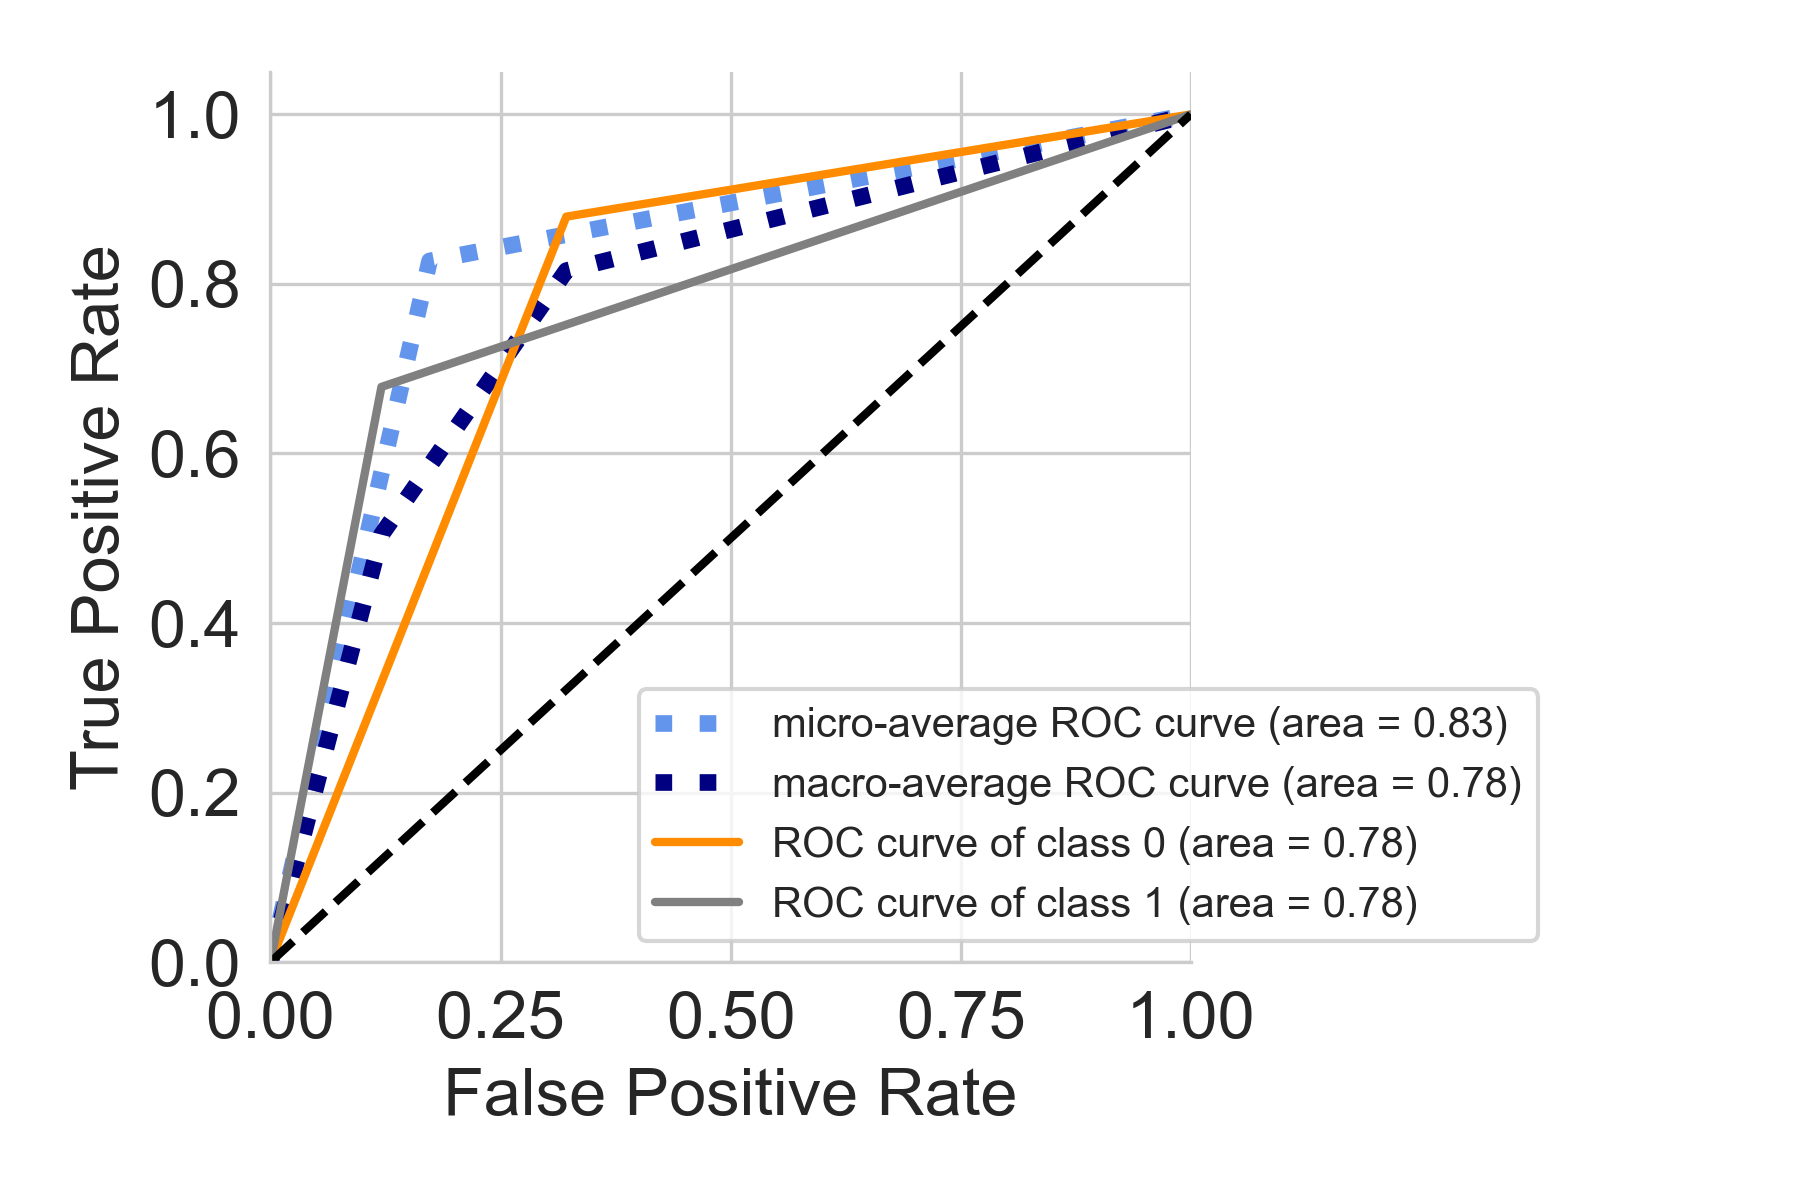 True Positive Rate
1.0
0.8
0.6
0.4
0.2
0.0
0.00 0.25 0.50 0.75 1.00
False Positive Rate
micro-average ROC curve (area = 0.83)
macro-average ROC curve (area = 0.78)
ROC curve of class 0 (area = 0.78)
ROC curve of class 1 (area = 0.78)